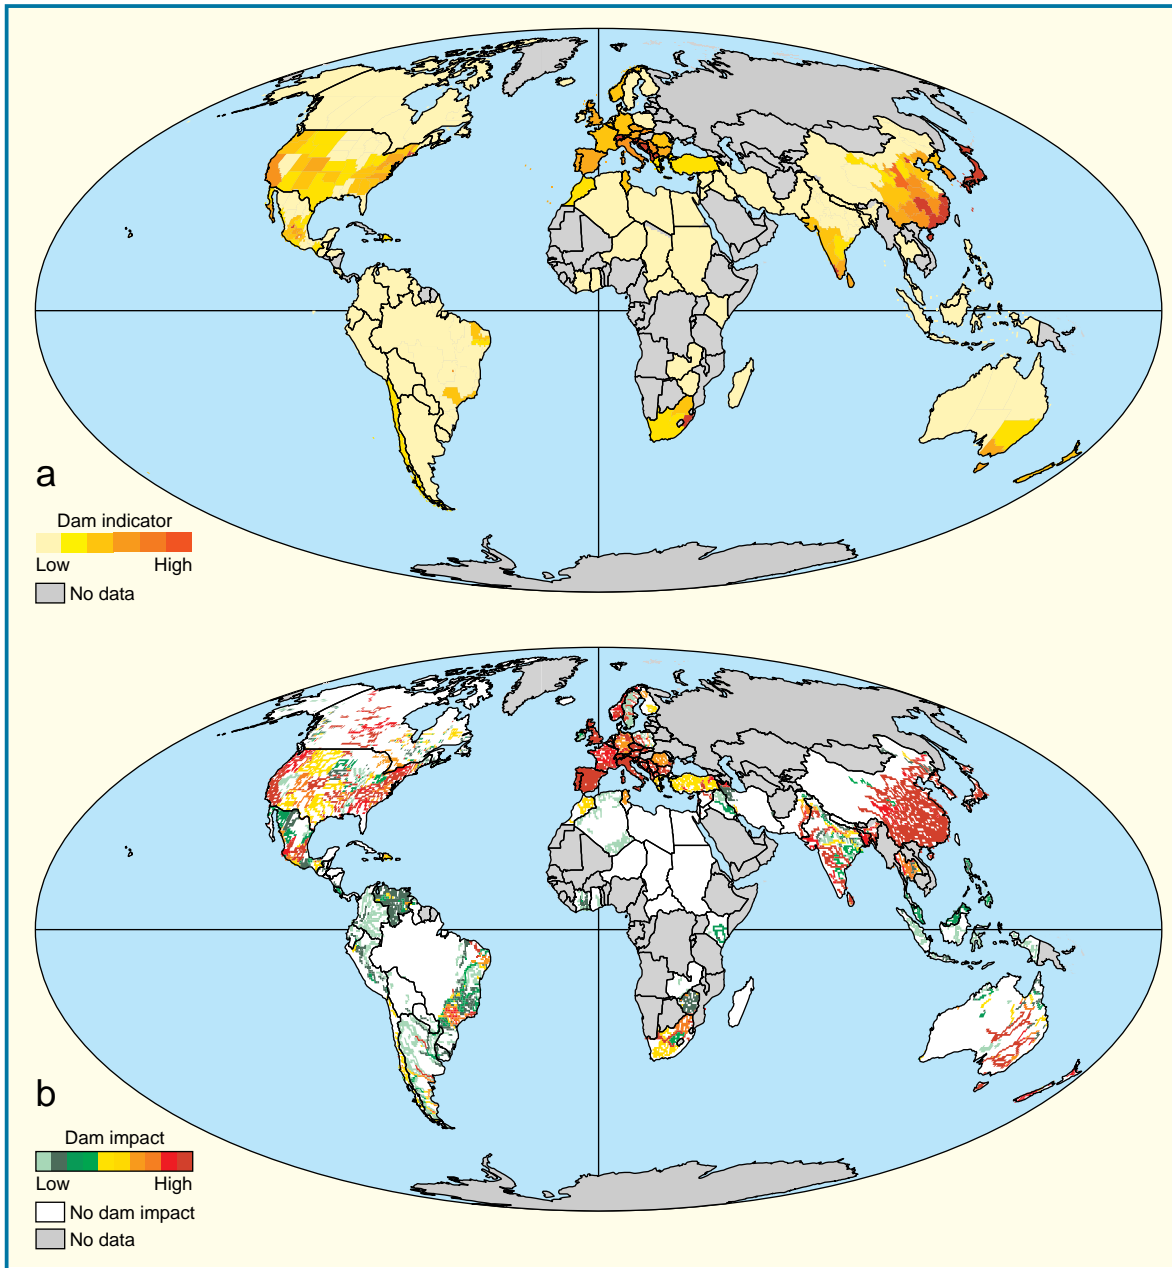 a
Dam indicator
Low High
No data
b
Dam impact
Low High
No dam impact
No data